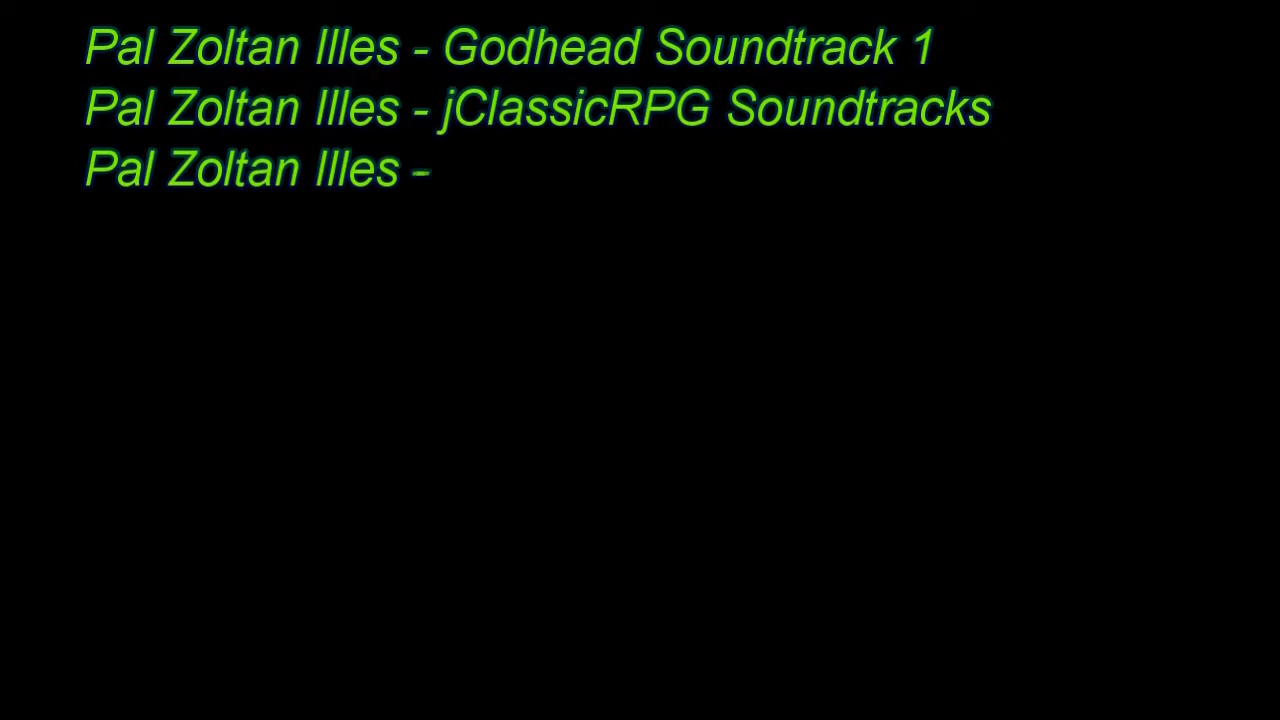 Pal Zoltan Illes - Godhead Soundtrack 1
Pal Zoltan Illes - jClassicRPG Soundtracks
Pal Zoltan Illes -